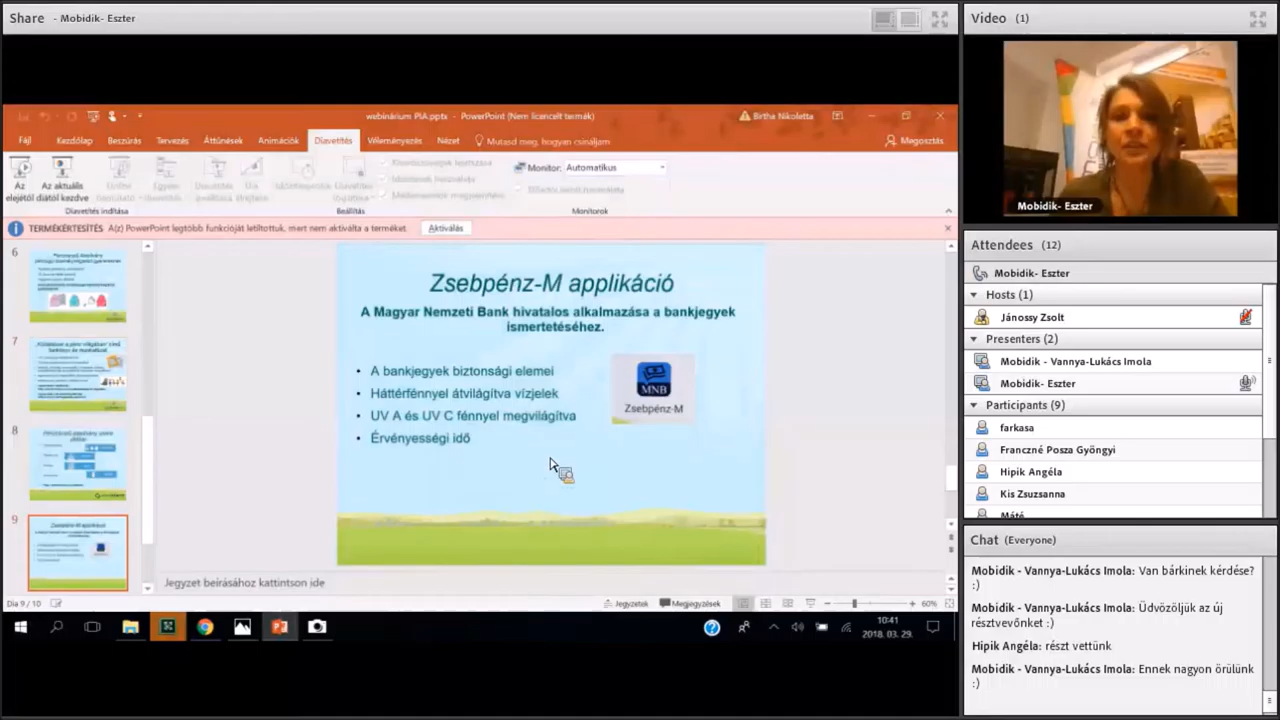 Share - Mobidik- Eszter
webinárium PIA.pptx - PowerPoint (Nem licencelt termék)
Birtha Nikoletta
Fájl Kezdőlap Beszúrás Tervezés Áttűnések Animációk Diavetítés Véleményezés Nézet Mutasd meg, hogyan csináljam Megosztás
Az elejétől
Az aktuális diától kezdve
Monitor: Automatikus
Diavetítés indítása
Beállítás
Monitorok
TERMÉKÉRTESÍTÉS A(z) PowerPoint legtöbb funkcióját letiltottuk, mert nem aktiválta a terméket. Aktiválás
6
7
8
9
Zsebpénz-M applikáció
A Magyar Nemzeti Bank hivatalos alkalmazása a bankjegyek
ismertetéséhez.
• A bankjegyek biztonsági elemei
• Háttérfénnyel átvilágítva vízjelek
• UV A és UV C fénnyel megvilágítva
• Érvényességi idő
MNB
Zsebpénz-M
Jegyzet beírásához kattintson ide
Dia 9 / 10
Jegyzetek Megjegyzések 60%
10:41
2018. 03. 29.
Video (1)
Mobidik- Eszter
Attendees (12)
Mobidik- Eszter
Hosts (1)
Jánossy Zsolt
Presenters (2)
Mobidik - Vannya-Lukács Imola
Mobidik- Eszter
Participants (9)
farkasa
Franczné Posza Gyöngyi
Hipik Angéla
Kis Zsuzsanna
Máté
Chat (Everyone)
Mobidik - Vannya-Lukács Imola: Van bárkinek kérdése?
:)
Mobidik - Vannya-Lukács Imola: Üdvözöljük az új
résztvevőnket :)
Hipik Angéla: részt vettünk
Mobidik - Vannya-Lukács Imola: Ennek nagyon örülünk
:)